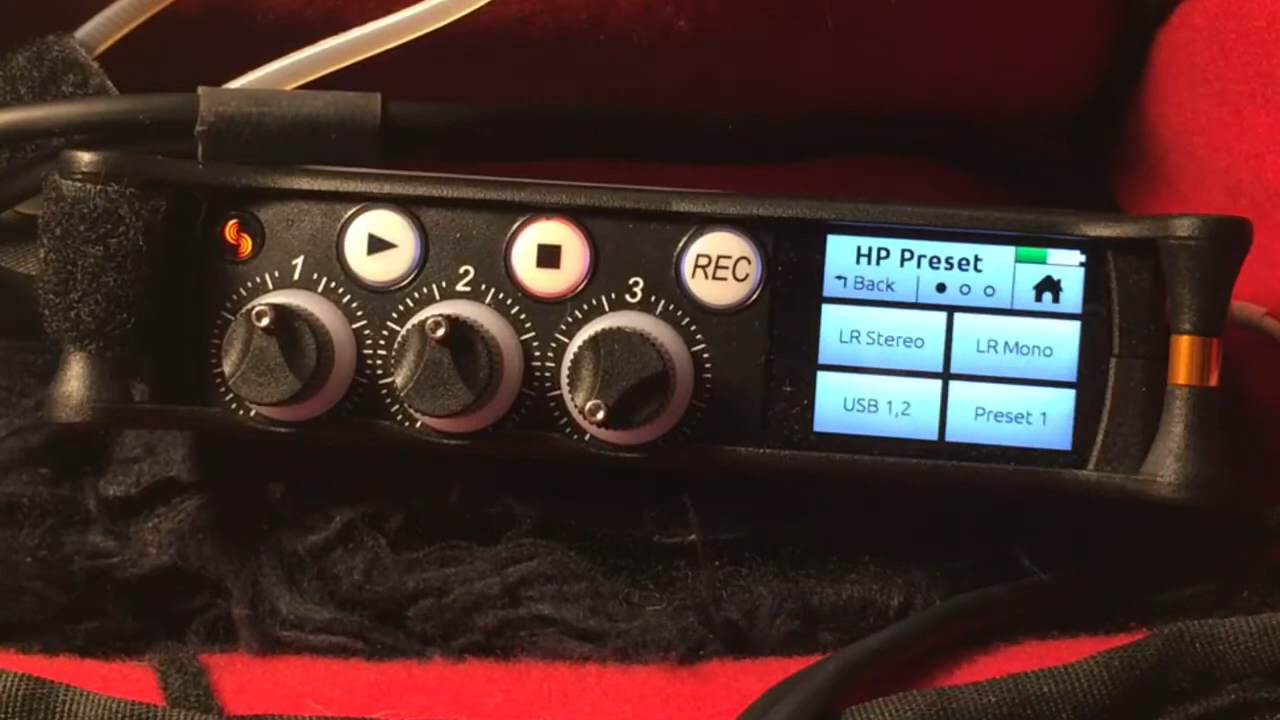 1
2
3
REC
HP Preset
Back
LR Stereo
LR Mono
USB 1,2
Preset 1